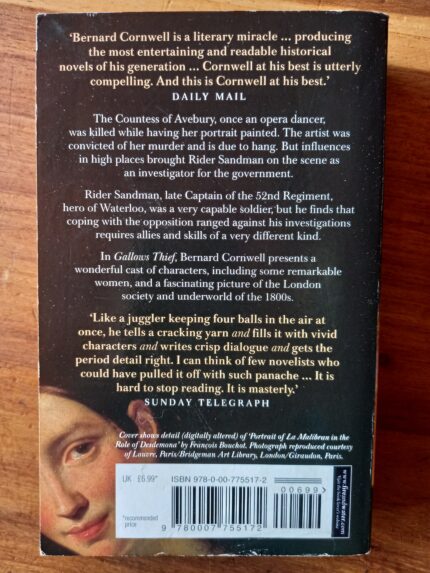 ‘Bernard Cornwell is a literary miracle ... producing
the most entertaining and readable historical
novels of his generation ... Cornwell at his best is utterly
compelling. And this is Cornwell at his best.’
DAILY MAIL
The Countess of Avebury, once an opera dancer,
was killed while having her portrait painted. The artist was
convicted of her murder and is due to hang. But influences
in high places brought Rider Sandman on the scene as
an investigator for the government.
Rider Sandman, late Captain of the 52nd Regiment,
hero of Waterloo, was a very capable soldier, but he finds that
coping with the opposition ranged against his investigations
requires allies and skills of a very different kind.
In Gallows Thief, Bernard Cornwell presents a
wonderful cast of characters, including some remarkable
women, and a fascinating picture of the London
society and underworld of the 1800s.
‘Like a juggler keeping four balls in the air at
once, he tells a cracking yarn and fills it with vivid
characters and writes crisp dialogue and gets the
period detail right. I can think of few novelists who
could have pulled it off with such panache ... It is
hard to stop reading. It is masterly.’
SUNDAY TELEGRAPH
Cover shows detail (digitally altered) of ‘Portrait of La Malibran in the
Role of Desdemona’ by François Bouchot. Photograph reproduced courtesy
of Louvre, Paris/Bridgeman Art Library, London/Giraudon, Paris.
UK £6.99*
ISBN 978-0-00-775517-2
00699>
*recommended
price
9 780007 755172
www.fireandwater.com